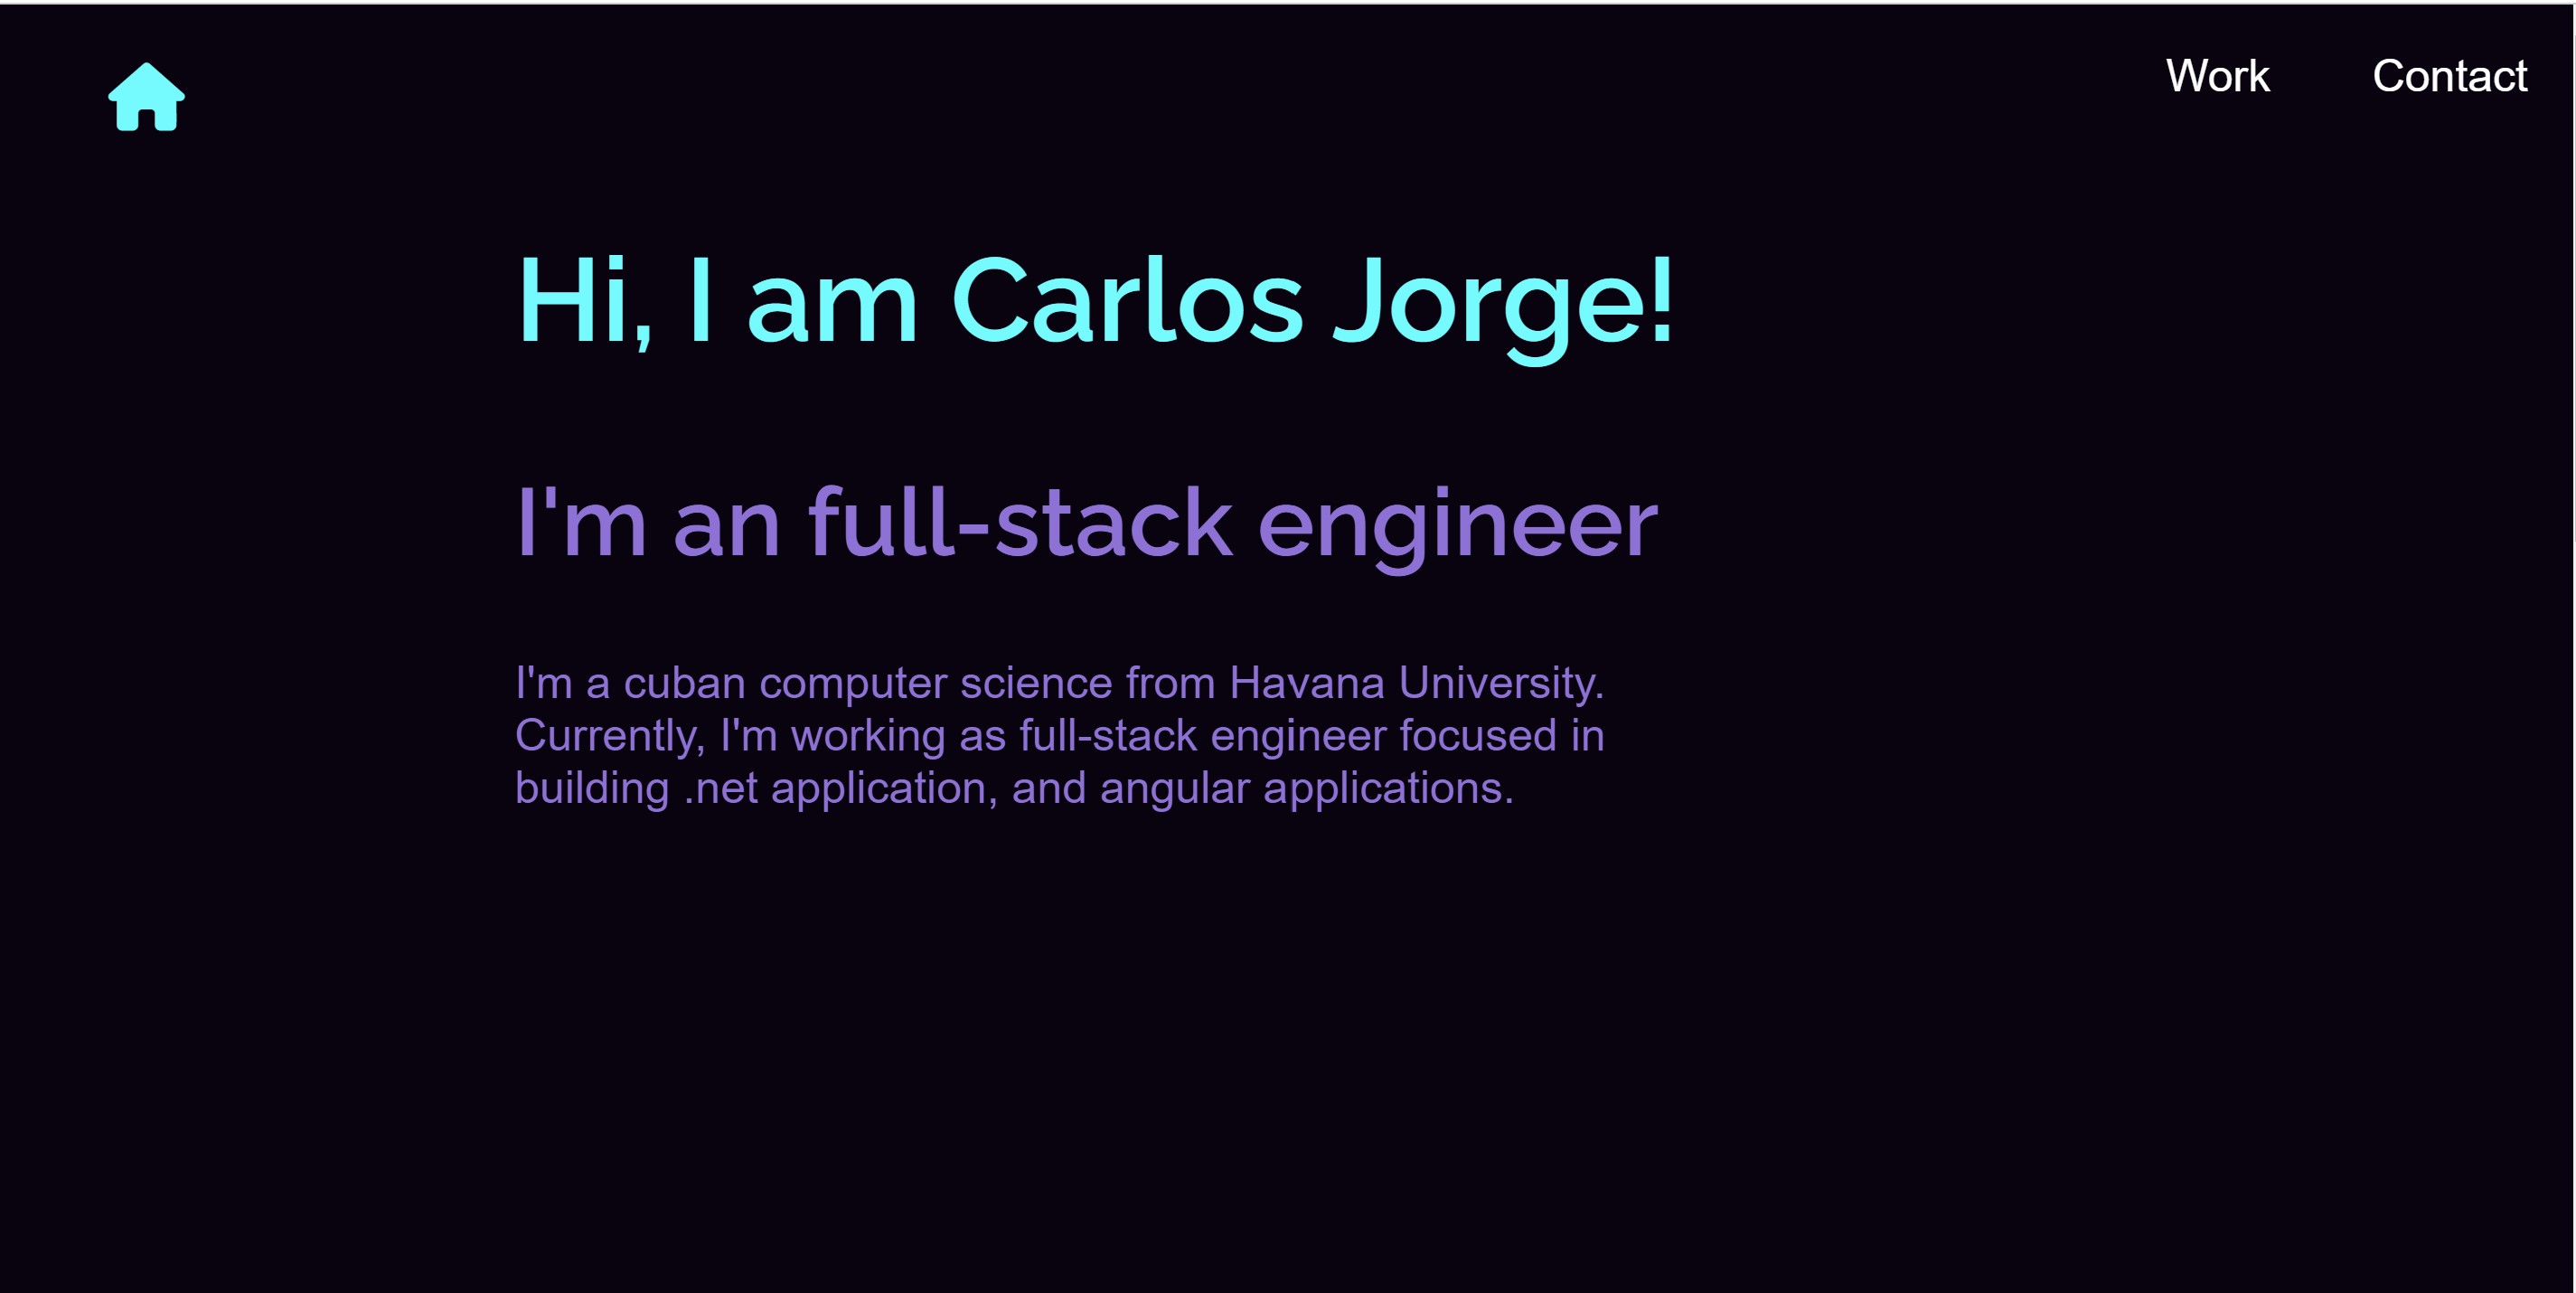 Work Contact
Hi, I am Carlos Jorge!
I'm an full-stack engineer
I'm a cuban computer science from Havana University.
Currently, I'm working as full-stack engineer focused in
building .net application, and angular applications.